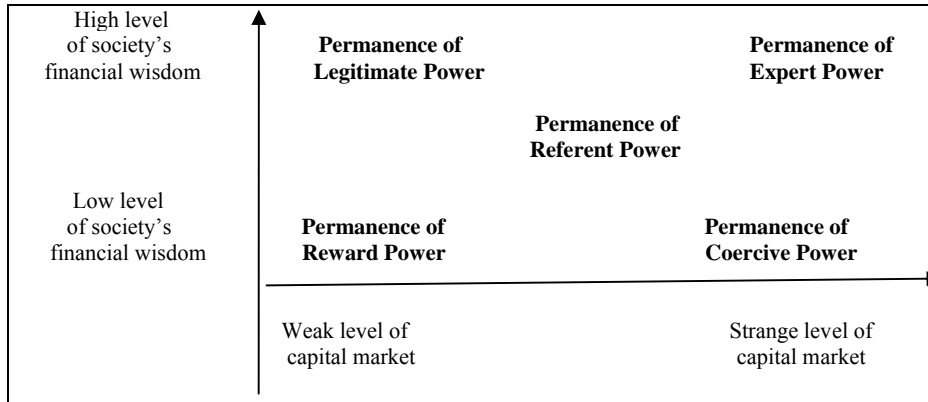 High level
of society’s
financial wisdom
Permanence of
Legitimate Power
Permanence of
Expert Power
Permanence of
Referent Power
Low level
of society’s
financial wisdom
Permanence of
Reward Power
Permanence of
Coercive Power
Weak level of
capital market
Strange level of
capital market